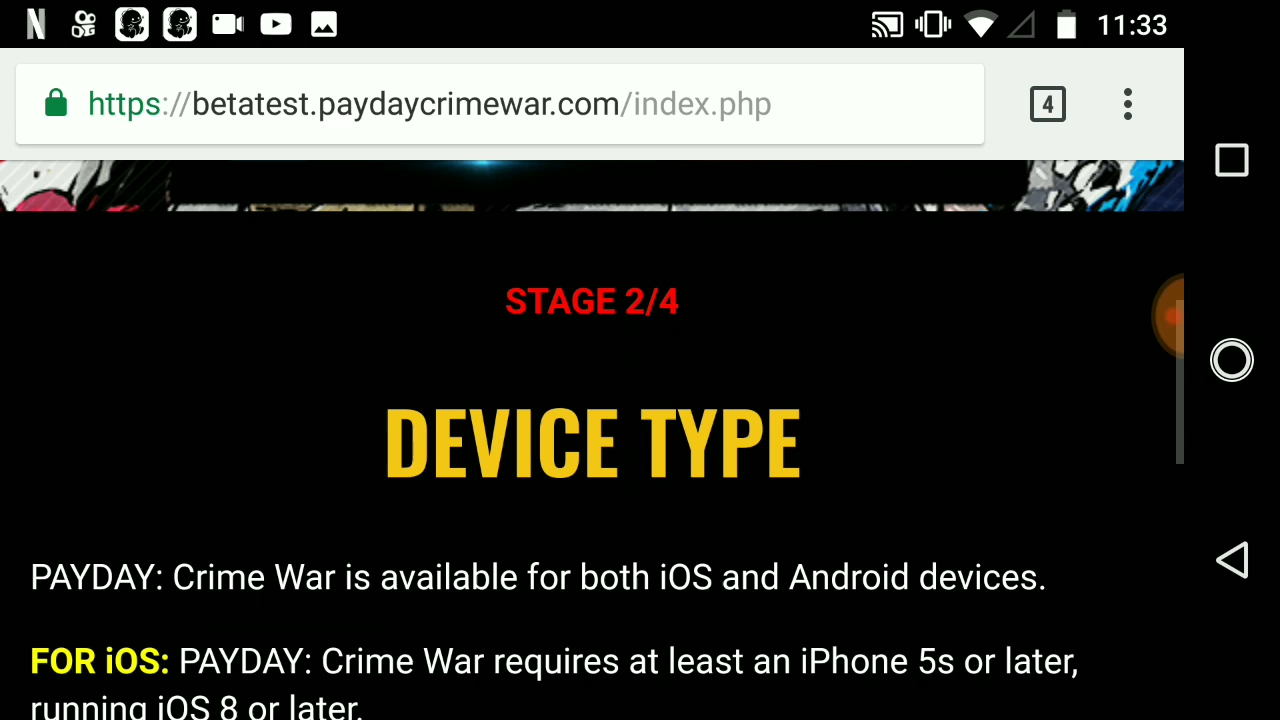 11:33
https://betatest.paydaycrimewar.com/index.php
4
STAGE 2/4
DEVICE TYPE
PAYDAY: Crime War is available for both iOS and Android devices.
FOR iOS: PAYDAY: Crime War requires at least an iPhone 5s or later,
running iOS 8 or later.